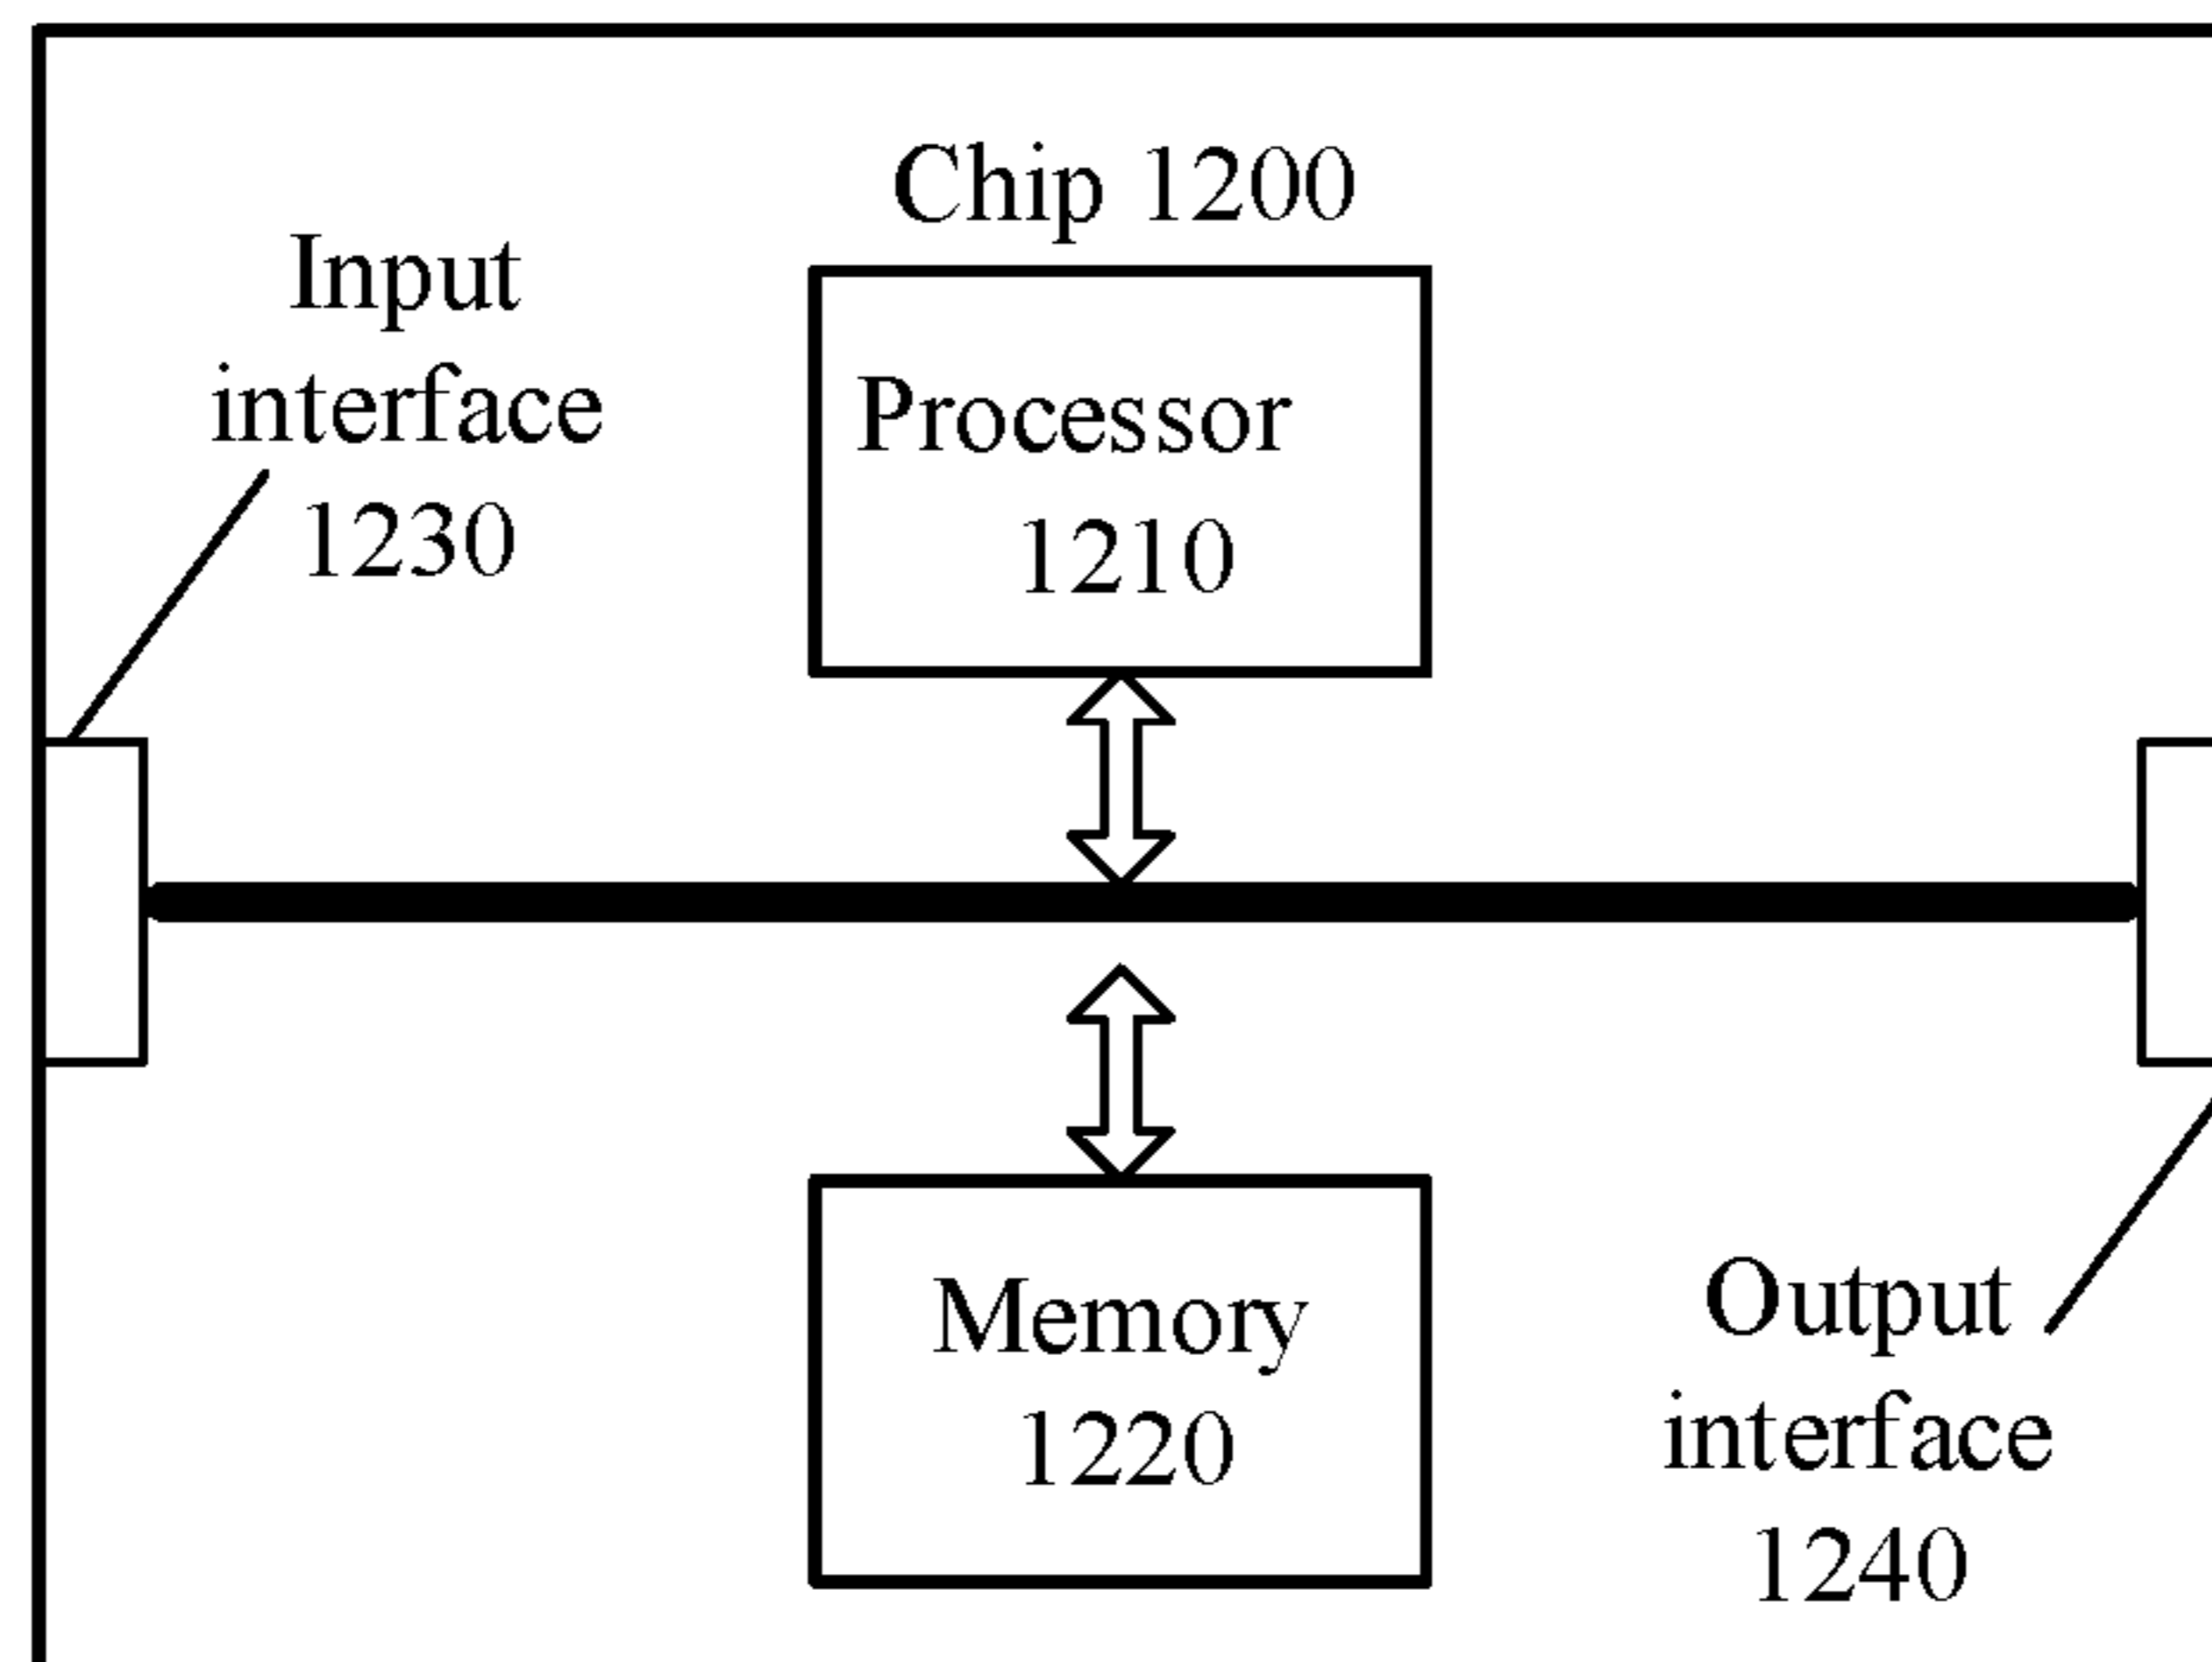 Chip 1200
Input
interface
1230
Processor
1210
Memory
1220
Output
interface
1240